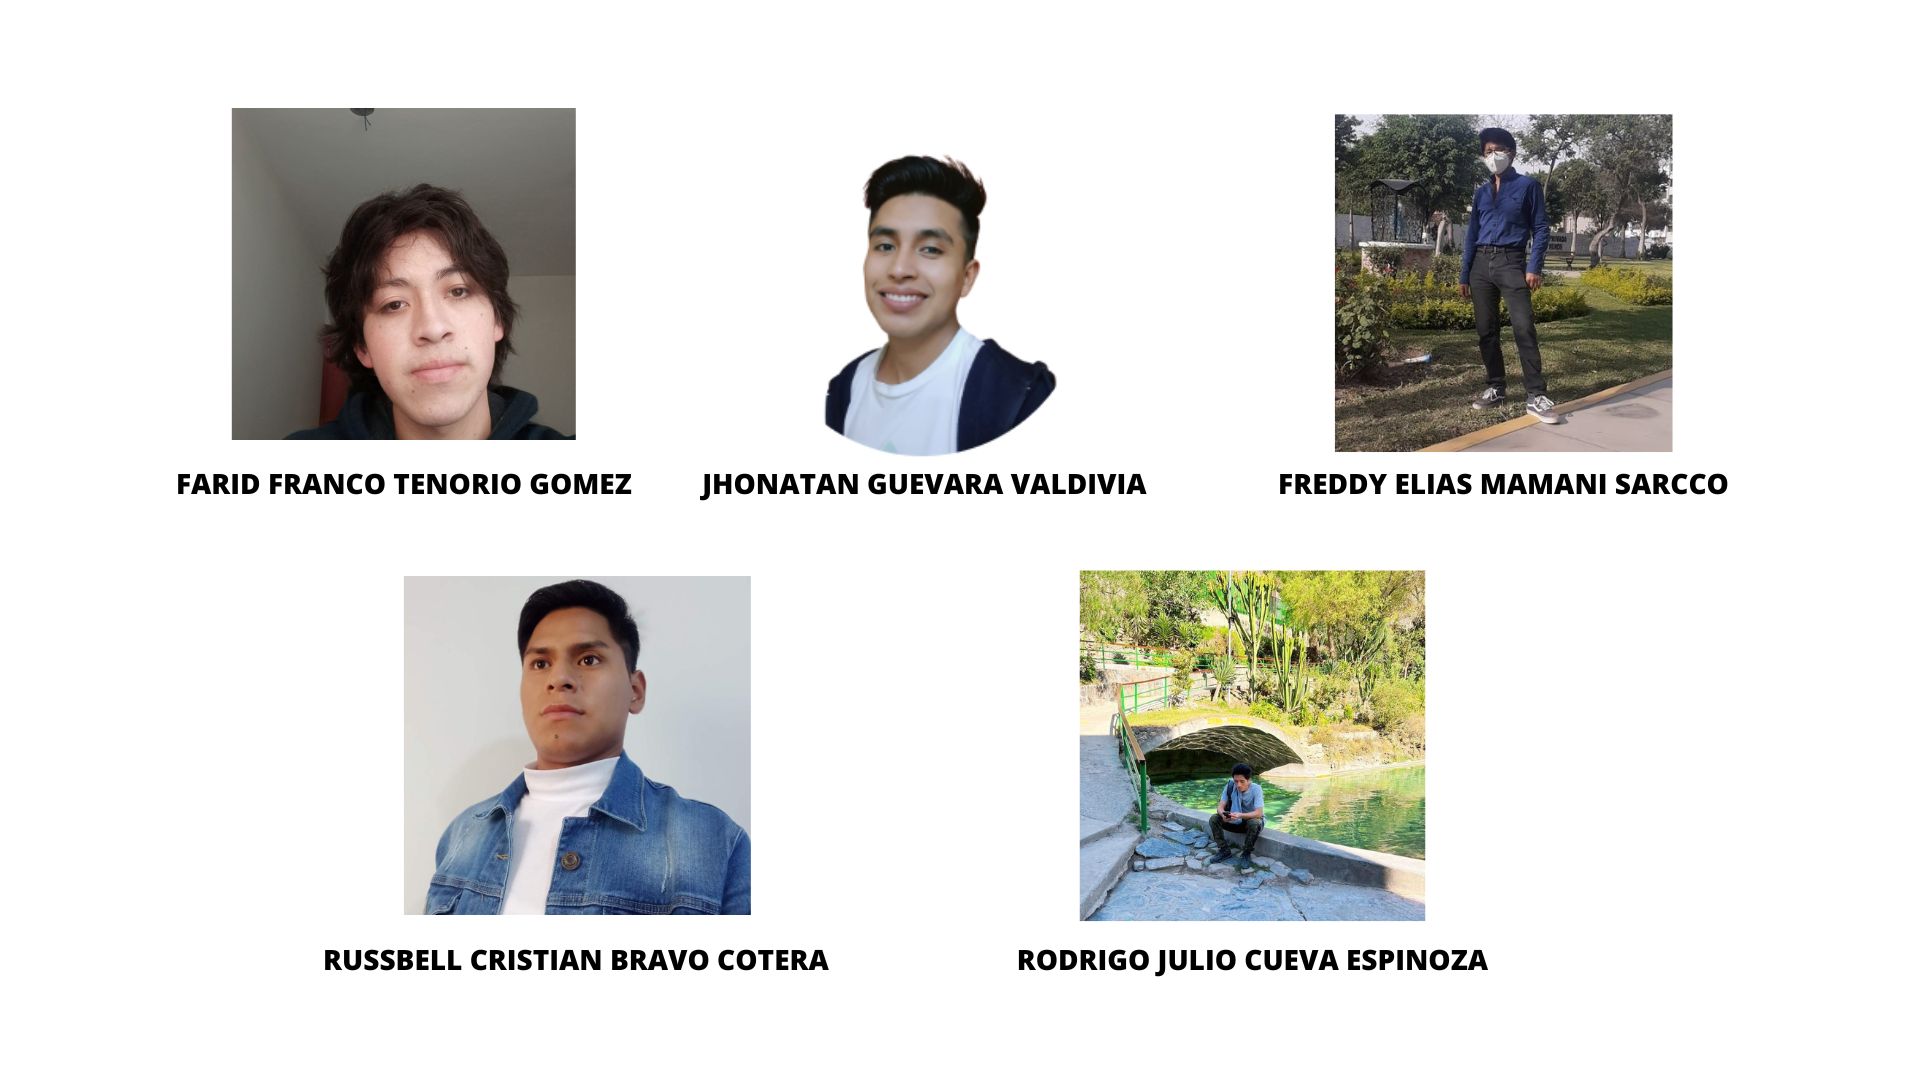 FARID FRANCO TENORIO GOMEZ
JHONATAN GUEVARA VALDIVIA
FREDDY ELIAS MAMANI SARCCO
RUSSBELL CRISTIAN BRAVO COTERA
RODRIGO JULIO CUEVA ESPINOZA